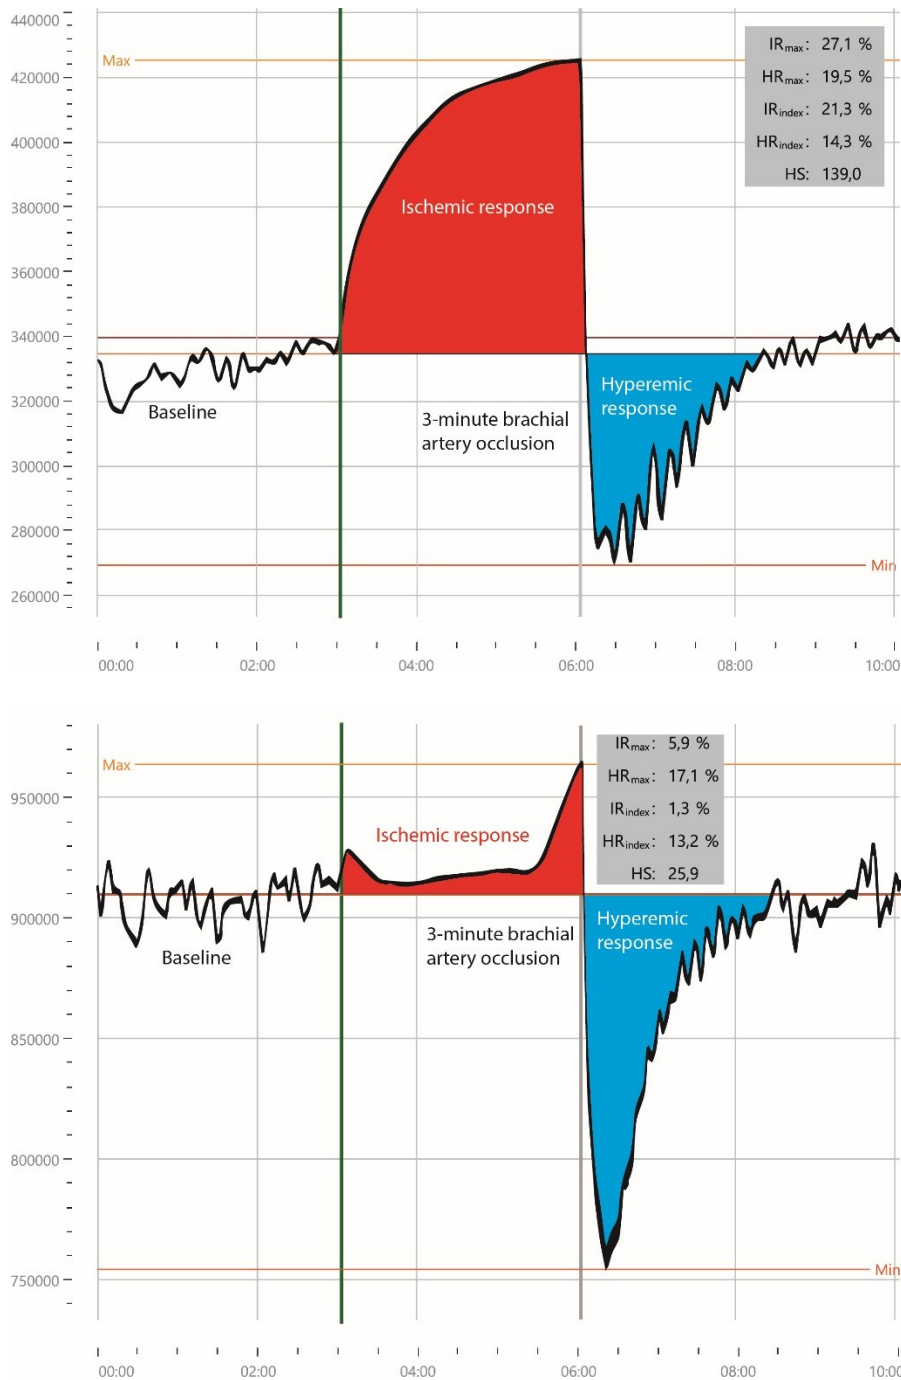 440000
Max
420000
400000
380000
360000
340000
320000
300000
280000
260000
IRmax: 27,1 %
HRmax: 19,5 %
IRindex: 21,3 %
HRindex: 14,3 %
HS: 139,0
Ischemic response
Baseline
3-minute brachial
artery occlusion
Hyperemic
response
Min
00:00 02:00 04:00 06:00 08:00 10:00
Max
950000
900000
850000
800000
750000
IRmax: 5,9 %
HRmax: 17,1 %
IRindex: 1,3 %
HRindex: 13,2 %
HS: 25,9
Ischemic response
Baseline
3-minute brachial
artery occlusion
Hyperemic
response
Min
00:00 02:00 04:00 06:00 08:00 10:00